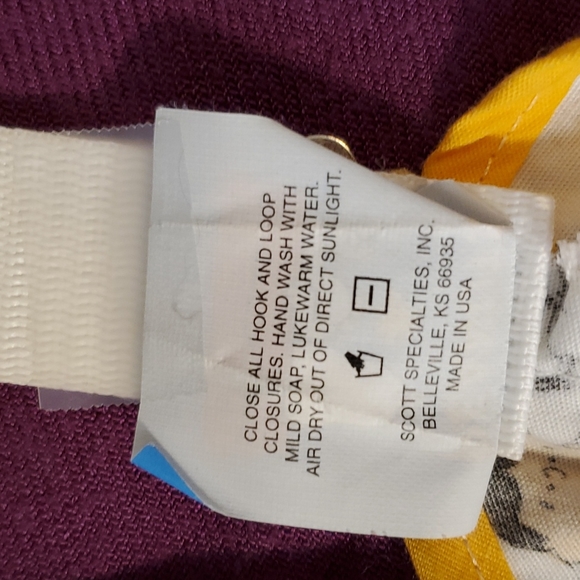 CLOSE ALL HOOK AND LOOP
CLOSURES. HAND WASH WITH
MILD SOAP, LUKEWARM WATER.
AIR DRY OUT OF DIRECT SUNLIGHT.
SCOTT SPECIALTIES, INC.
BELLEVILLE, KS 66935
MADE IN USA